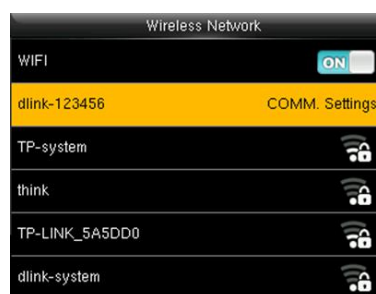 Wireless Network
WIFI ON
dlink-123456 COMM. Settings
TP-system
think
TP-LINK_5A5DD0
dlink-system